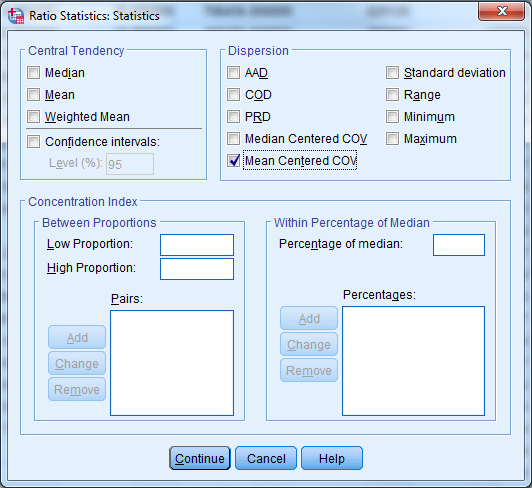 Ratio Statistics: Statistics
Central Tendency
Median
Mean
Weighted Mean
Confidence intervals:
Level (%): 95
Dispersion
AAD
COD
PRD
Median Centered COV
Mean Centered COV
Standard deviation
Range
Minimum
Maximum
Concentration Index
Between Proportions
Low Proportion:
High Proportion:
Pairs:
Add
Change
Remove
Within Percentage of Median
Percentage of median:
Percentages:
Add
Change
Remove
Continue Cancel Help